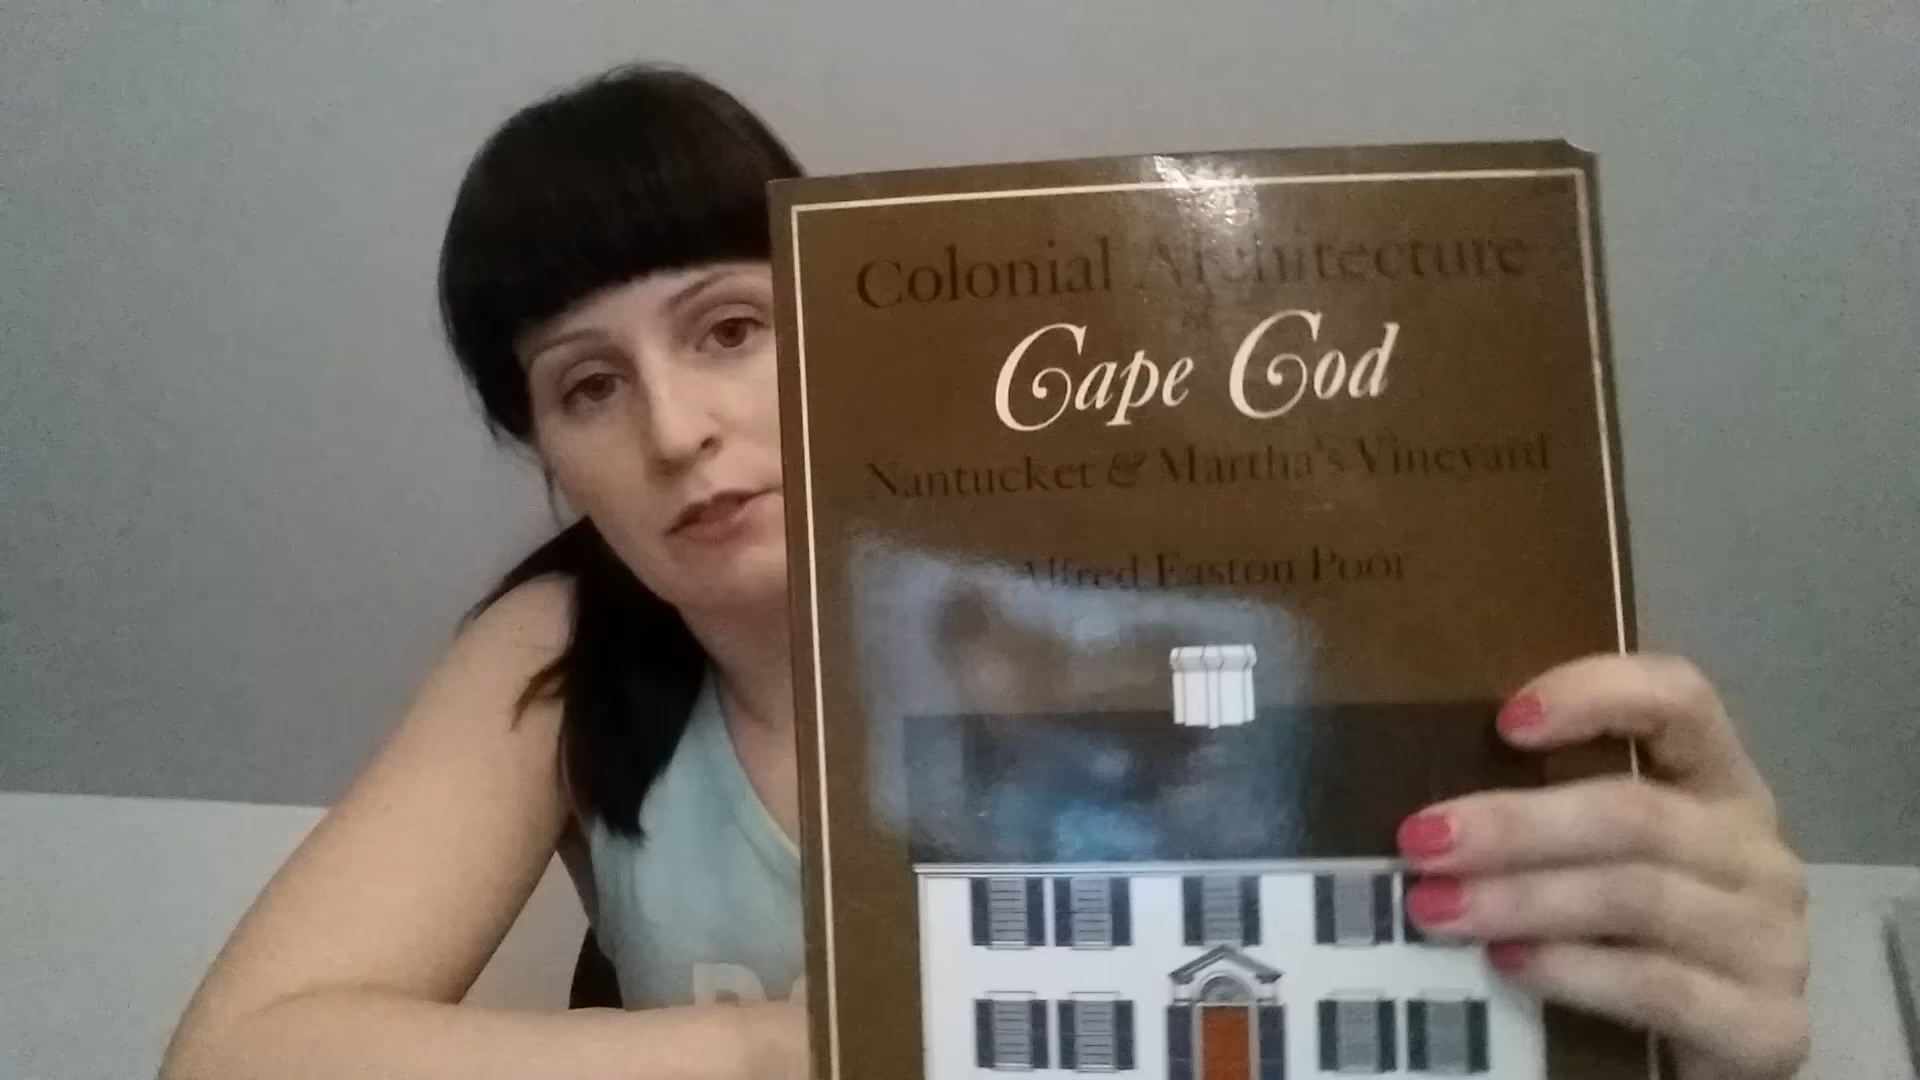 Colonial Architecture
Cape Cod
Nantucket & Martha's Vineyard
Alfred Easton Poor